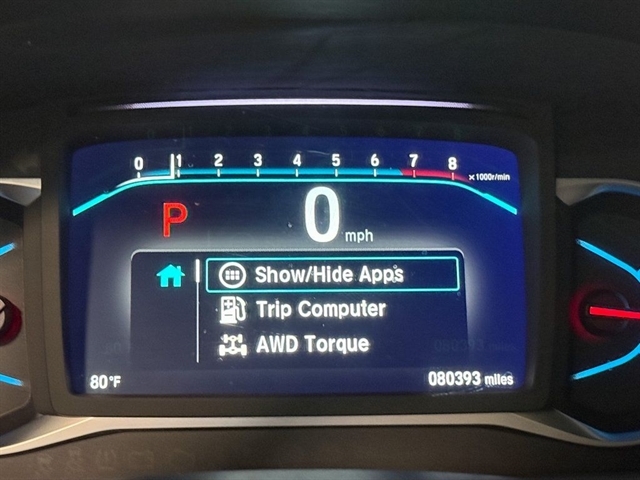 0 1 2 3 4 5 6 7 8
x1000r/min
P 0 mph
Show/Hide Apps
Trip Computer
AWD Torque
80°F 080393 miles